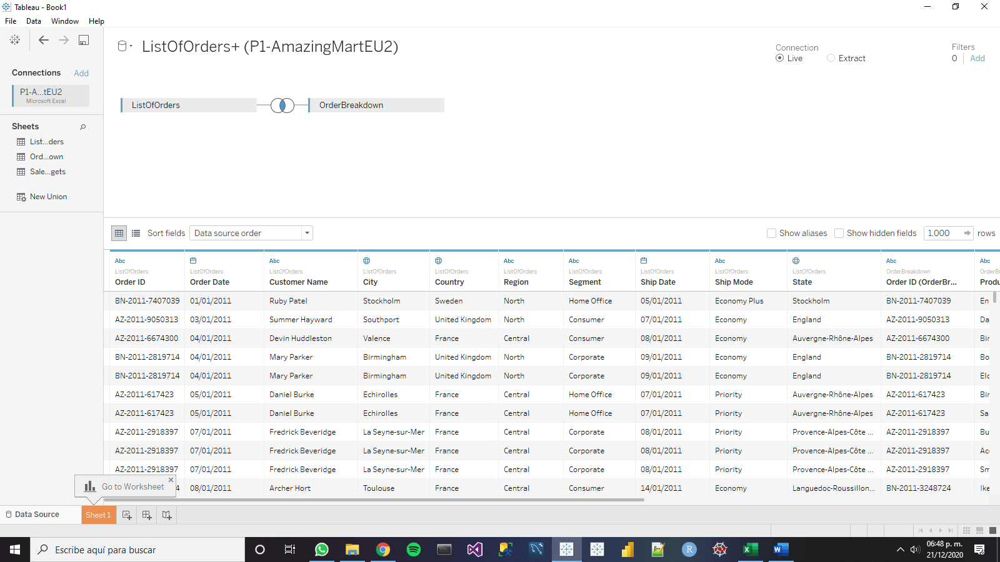 Tableau - Book1
File Data Window Help
ListOfOrders+ (P1-AmazingMartEU2)
Connection
Live Extract
Filters
0 Add
Connections Add
P1-A...tEU2
Microsoft Excel
Sheets
List...ders
Ord...own
Sale...gets
New Union
ListOfOrders OrderBreakdown
Sort fields Data source order Show aliases Show hidden fields 1,000 rows
Abc Abc Abc Abc Abc Abc Abc
ListOfOrders ListOfOrders ListOfOrders ListOfOrders ListOfOrders ListOfOrders ListOfOrders ListOfOrders ListOfOrders ListOfOrders OrderBreakdown OrderBr
Order ID Order Date Customer Name City Country Region Segment Ship Date Ship Mode State Order ID (OrderBr... Produ
BN-2011-7407039 01/01/2011 Ruby Patel Stockholm Sweden North Home Office 05/01/2011 Economy Plus Stockholm BN-2011-7407039 En
AZ-2011-9050313 03/01/2011 Summer Hayward Southport United Kingdom North Consumer 07/01/2011 Economy England AZ-2011-9050313 Da
AZ-2011-6674300 04/01/2011 Devin Huddleston Valence France Central Consumer 08/01/2011 Economy Auvergne-Rhône-Alpes AZ-2011-6674300 Bir
BN-2011-2819714 04/01/2011 Mary Parker Birmingham United Kingdom North Corporate 09/01/2011 Economy England BN-2011-2819714 Bo
BN-2011-2819714 04/01/2011 Mary Parker Birmingham United Kingdom North Corporate 09/01/2011 Economy England BN-2011-2819714 Elc
AZ-2011-617423 05/01/2011 Daniel Burke Echirolles France Central Home Office 07/01/2011 Priority Auvergne-Rhône-Alpes AZ-2011-617423 Bir
AZ-2011-617423 05/01/2011 Daniel Burke Echirolles France Central Home Office 07/01/2011 Priority Auvergne-Rhône-Alpes AZ-2011-617423 Sa
AZ-2011-2918397 07/01/2011 Fredrick Beveridge La Seyne-sur-Mer France Central Corporate 08/01/2011 Priority Provence-Alpes-Côte ... AZ-2011-2918397 Bu
AZ-2011-2918397 07/01/2011 Fredrick Beveridge La Seyne-sur-Mer France Central Corporate 08/01/2011 Priority Provence-Alpes-Côte ... AZ-2011-2918397 Acc
AZ-2011-2918397 07/01/2011 Fredrick Beveridge La Seyne-sur-Mer France Central Corporate 08/01/2011 Priority Provence-Alpes-Côte ... AZ-2011-2918397 Sm
4 08/01/2011 Archer Hort Toulouse France Central Consumer 14/01/2011 Economy Languedoc-Roussillon... BN-2011-3248724 Ike
Go to Worksheet
Data Source Sheet 1
Escribe aquí para buscar
06:48 p. m.
21/12/2020